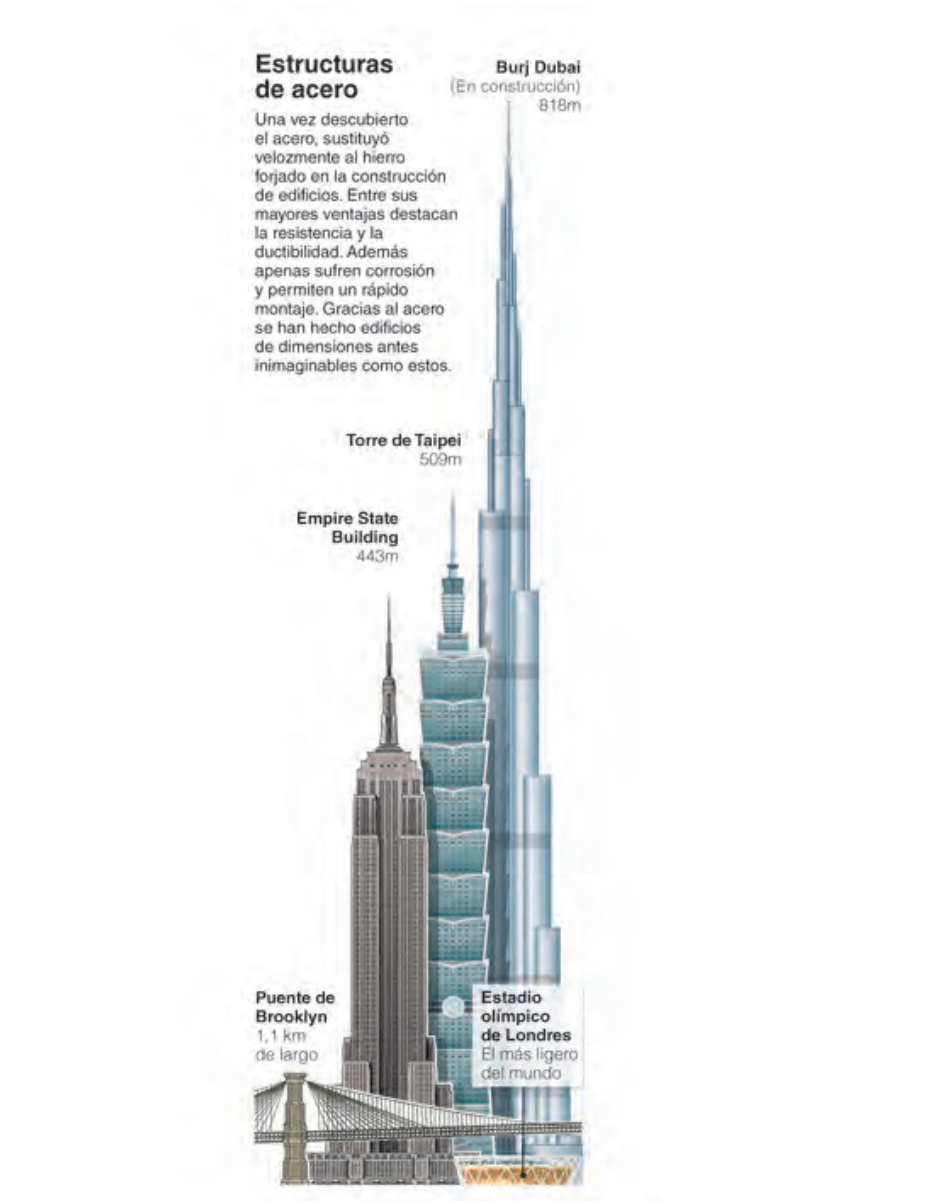 Estructuras
de acero
Una vez descubierto
el acero, sustituyó
velozmente al hierro
forjado en la construcción
de edificios. Entre sus
mayores ventajas destacan
la resistencia y la
ductibilidad. Además
apenas sufren corrosión
y permiten un rápido
montaje. Gracias al acero
se han hecho edificios
de dimensiones antes
inimaginables como estos.
Burj Dubai
(En construcción)
818m
Torre de Taipei
509m
Empire State
Building
443m
Puente de
Brooklyn
1,1 km
de largo
Estadio
olímpico
de Londres
El más ligero
del mundo